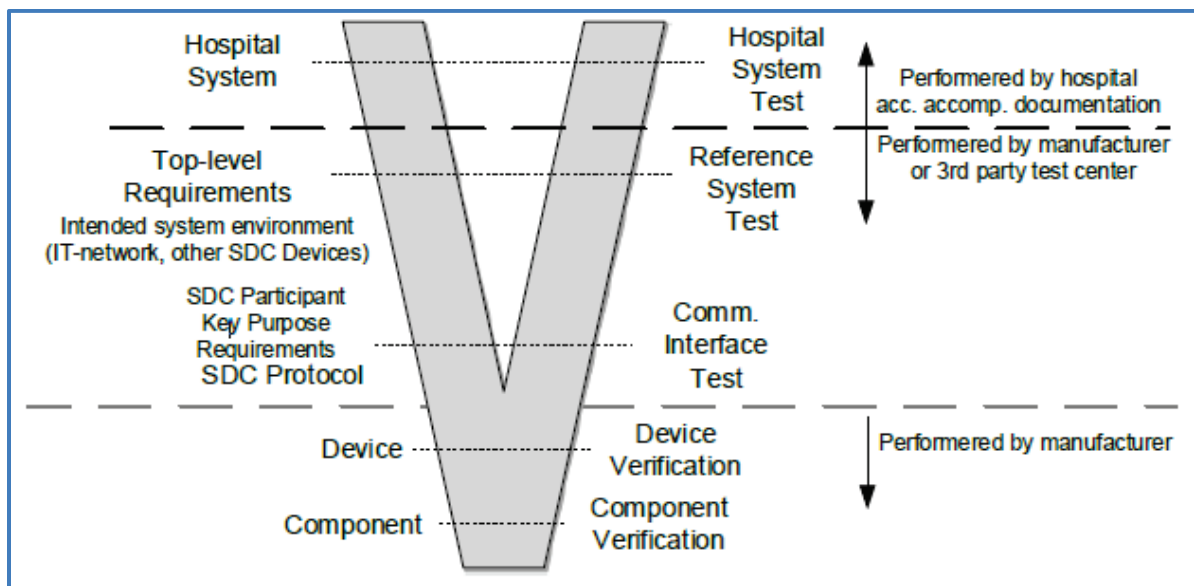 Hospital
System
Hospital
System
Test
Performered by hospital
acc. accomp. documentation
Top-level
Requirements
Intended system environment
(IT-network, other SDC Devices)
Reference
System
Test
Performered by manufacturer
or 3rd party test center
SDC Participant
Key Purpose
Requirements
SDC Protocol
Comm.
Interface
Test
Device
Device
Verification
Performered by manufacturer
Component
Component
Verification